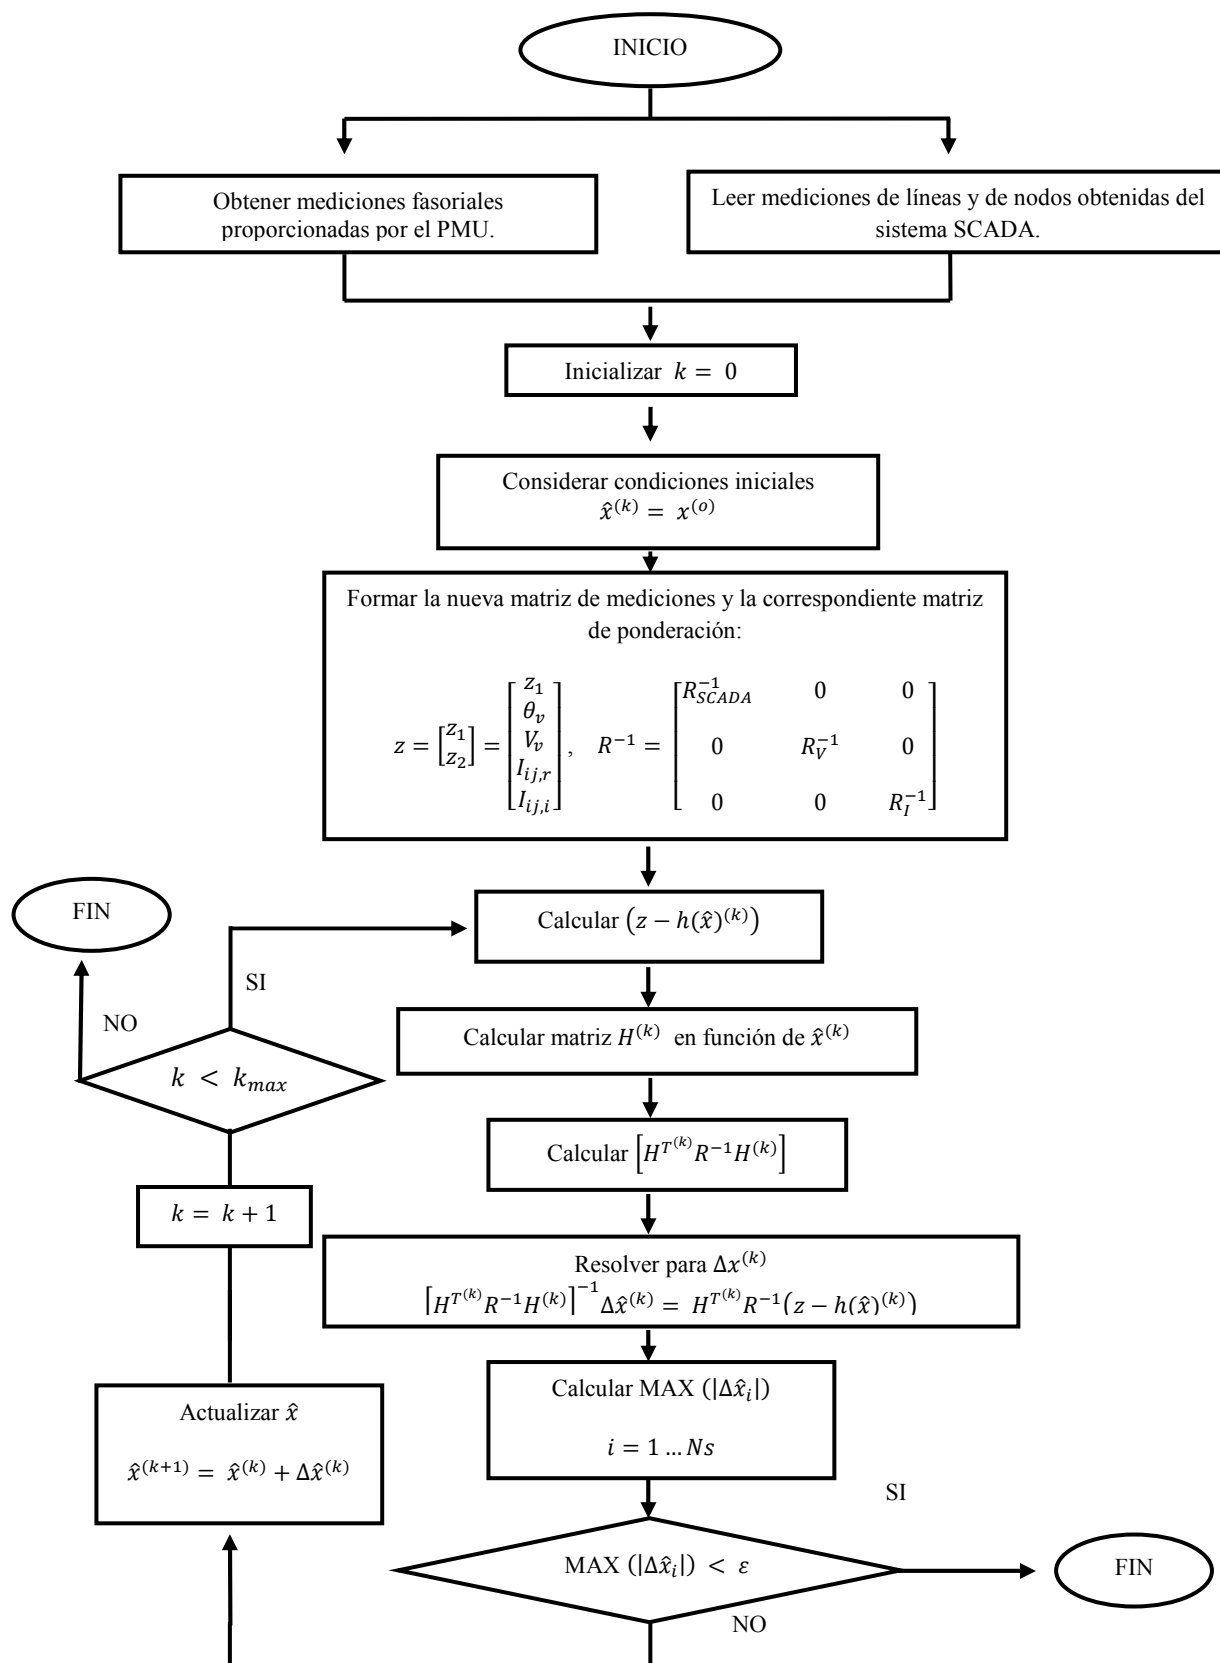 INICIO
Obtener mediciones fasoriales
proporcionadas por el PMU.
Leer mediciones de líneas y de nodos obtenidas del
sistema SCADA.
Inicializar k = 0
Considerar condiciones iniciales
x̂^(k) = x^(o)
Formar la nueva matriz de mediciones y la correspondiente matriz
de ponderación:
z = [z_1 z_2] = [z_1 θ_v V_v I_ij,r I_ij,i] , R^−1 = [R_SCADA^−1 0 0 0 R_V^−1 0 0 0 R_I^−1]
Calcular (z − h(x̂)^(k))
Calcular matriz H^(k) en función de x̂^(k)
Calcular [H^T^(k) R^−1 H^(k)]
Resolver para Δx^(k)
[H^T^(k) R^−1 H^(k)]^−1 Δx̂^(k) = H^T^(k) R^−1 (z − h(x̂)^(k))
Calcular MAX (|Δx̂_i|)
i = 1 … Ns
MAX (|Δx̂_i|) < ε
SI
FIN
NO
Actualizar x̂
x̂^(k+1) = x̂^(k) + Δx̂^(k)
k = k + 1
k < k_max
SI
NO
FIN